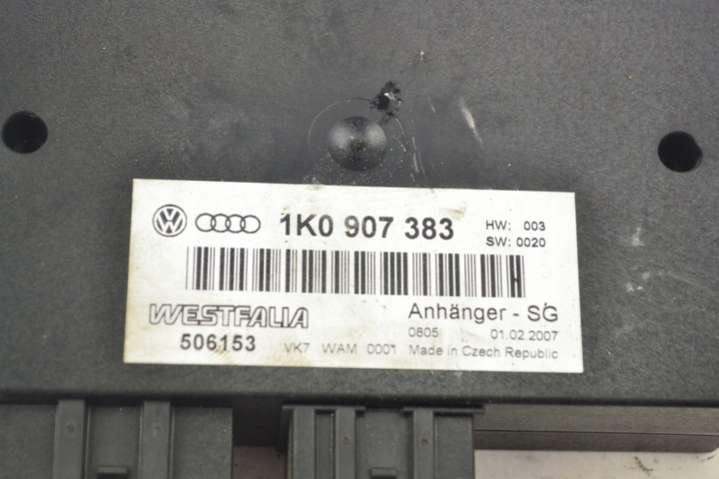 1K0 907 383 HW: 003
SW: 0020
WESTFALIA Anhänger - SG
506153 0805 01.02.2007
VK7 WAM 0001 Made in Czech Republic